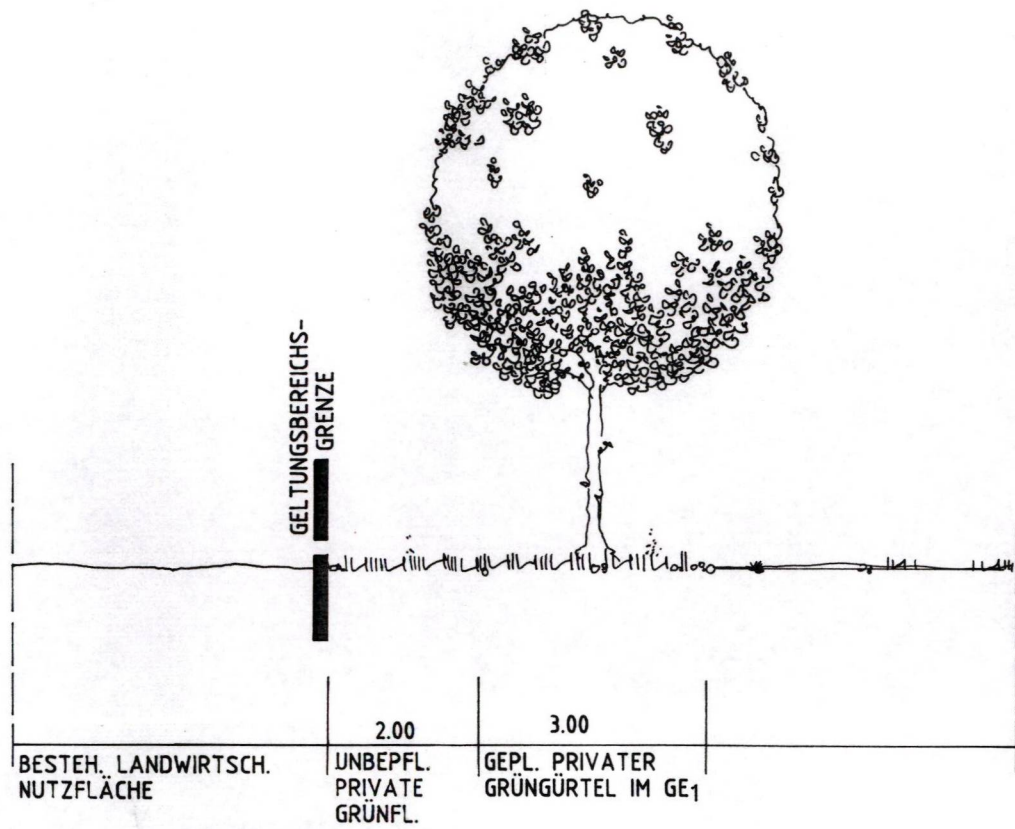 GELTUNGSBEREICHS-
GRENZE
2.00
3.00
BESTEH. LANDWIRTSCH.
NUTZFLÄCHE
UNBEPFL.
PRIVATE
GRÜNFL.
GEPL. PRIVATER
GRÜNGÜRTEL IM GE1